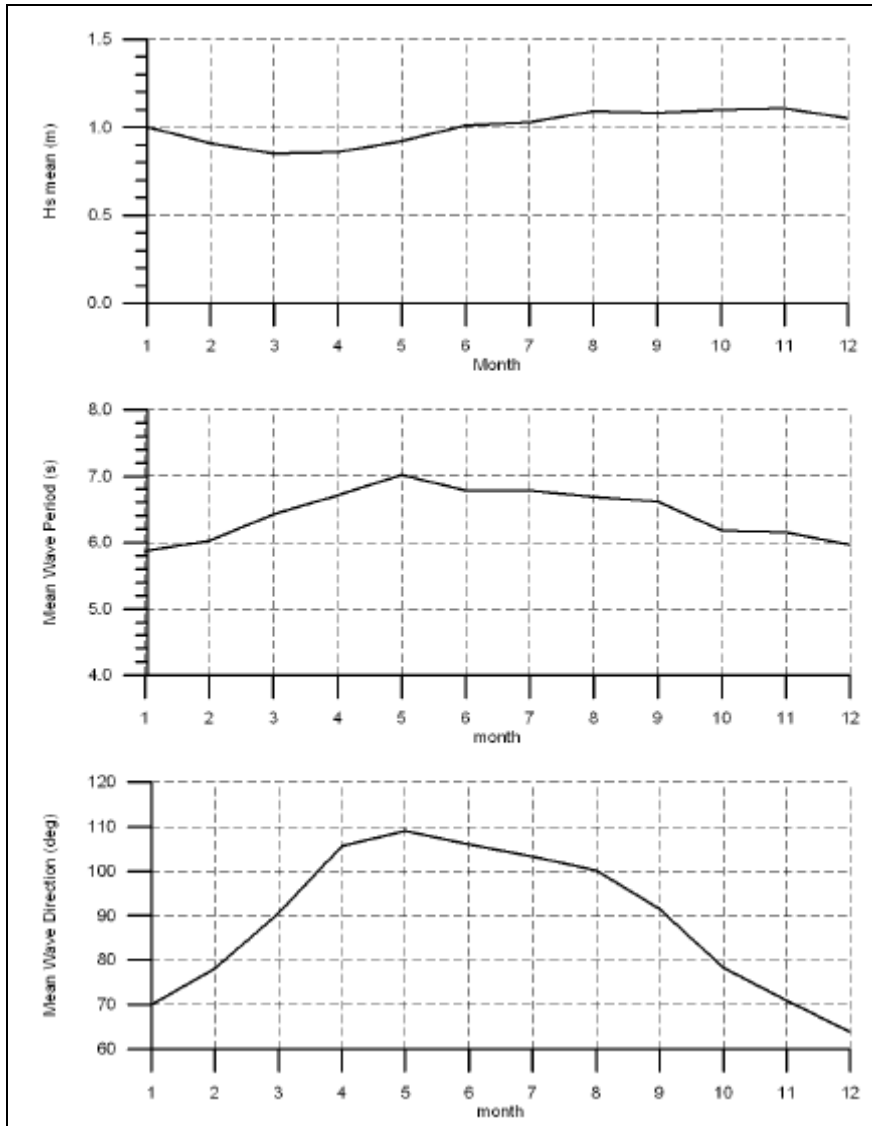 Hs mean (m)
1.5
1.0
0.5
0.0
1 2 3 4 5 6 7 8 9 10 11 12
Month
Mean Wave Period (s)
8.0
7.0
6.0
5.0
4.0
1 2 3 4 5 6 7 8 9 10 11 12
month
Mean Wave Direction (deg)
120
110
100
90
80
70
60
1 2 3 4 5 6 7 8 9 10 11 12
month